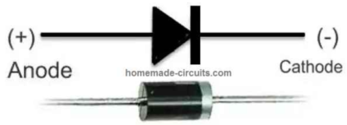 (+) (-)
Anode Cathode
homemade-circuits.com